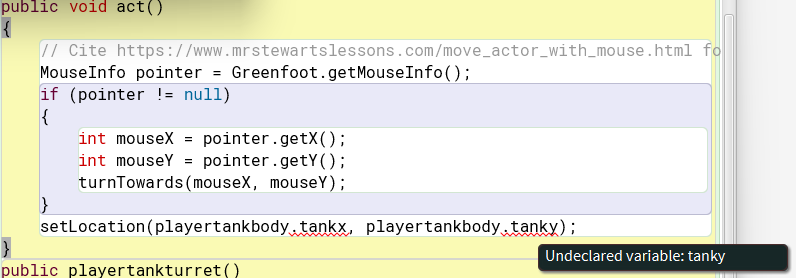 public void act()
{
// Cite https://www.mrstewartslessons.com/move_actor_with_mouse.html fo
MouseInfo pointer = Greenfoot.getMouseInfo();
if (pointer != null)
{
int mouseX = pointer.getX();
int mouseY = pointer.getY();
turnTowards(mouseX, mouseY);
}
setLocation(playertankbody.tankx, playertankbody.tanky);
}
Undeclared variable: tanky
public playertankturret()